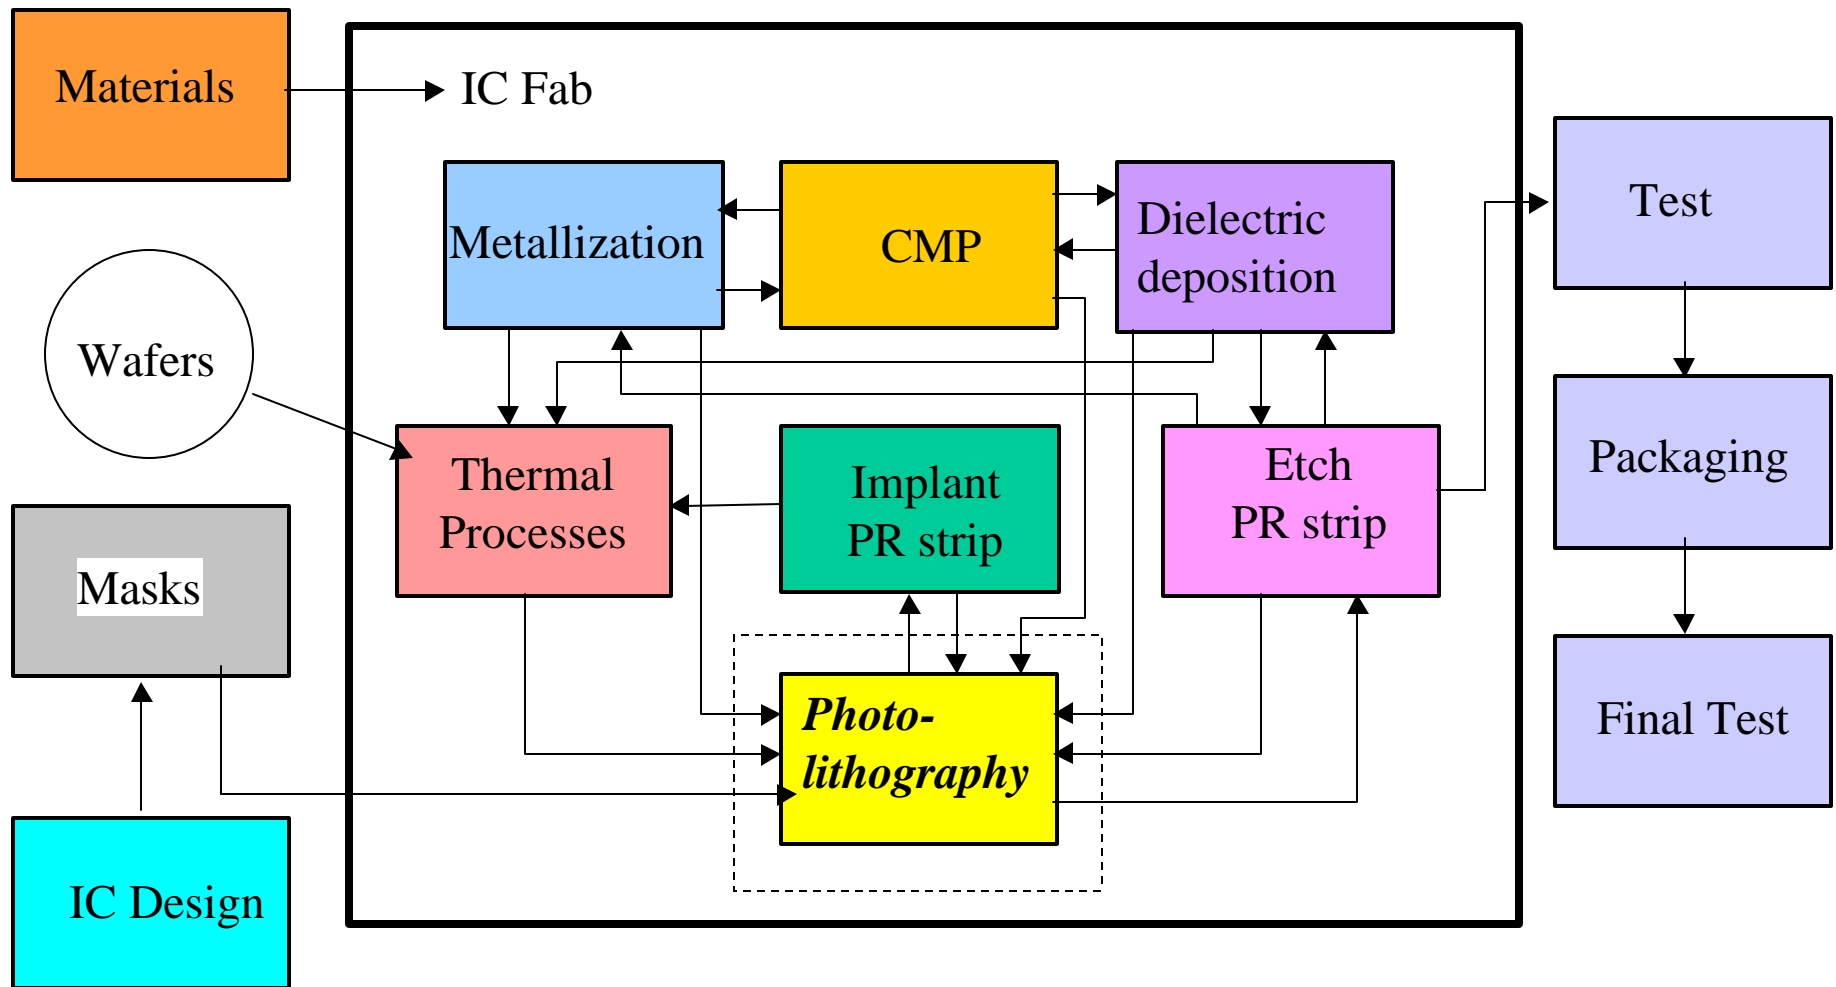 Materials
IC Fab
Metallization
CMP
Dielectric
deposition
Test
Wafers
Thermal
Processes
Implant
PR strip
Etch
PR strip
Packaging
Masks
Photo-
lithography
Final Test
IC Design